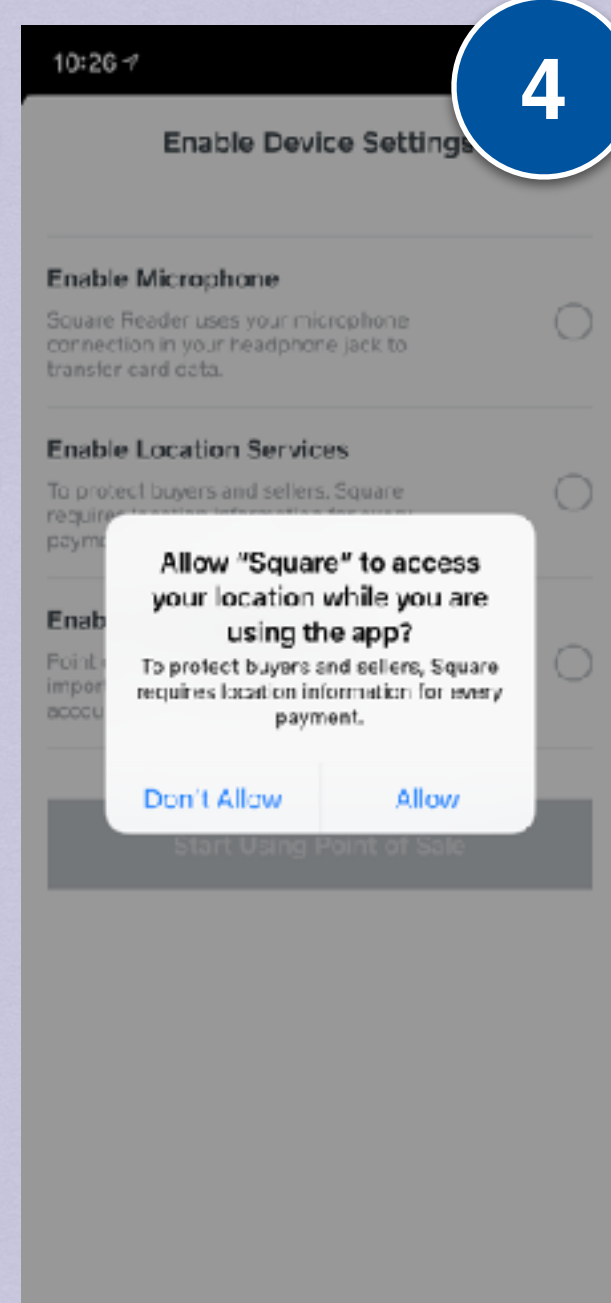 4
10:26
Enable Device Settings
Enable Microphone
Square Reader uses your microphone
connection in your headphone jack to
transfer card data.
Enable Location Services
To protect buyers and sellers, Square
Allow "Square" to access
your location while you are
using the app?
To protect buyers and sellers, Square
requires location information for every
payment.
Don't Allow
Allow
Start Using Point of Sale